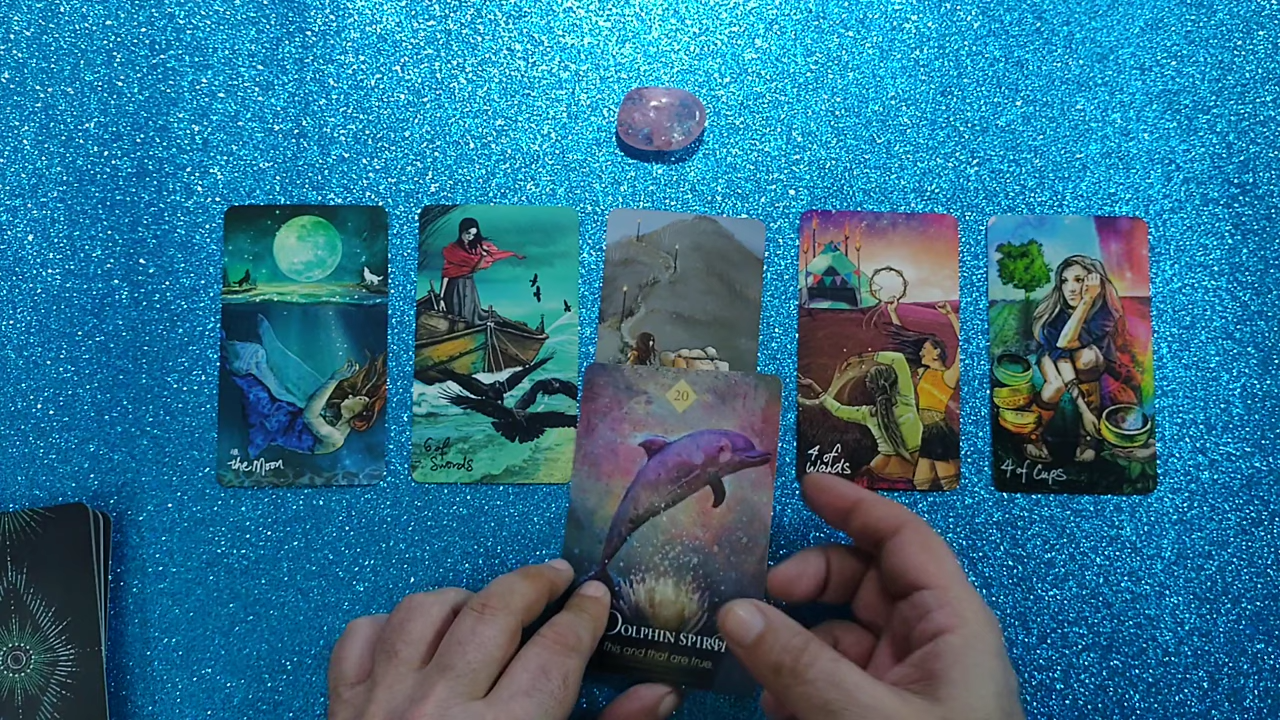 18
the Moon
6 of
Swords
4 of
Wands
4 of Cups
20
DOLPHIN SPIRIT
This and that are true.